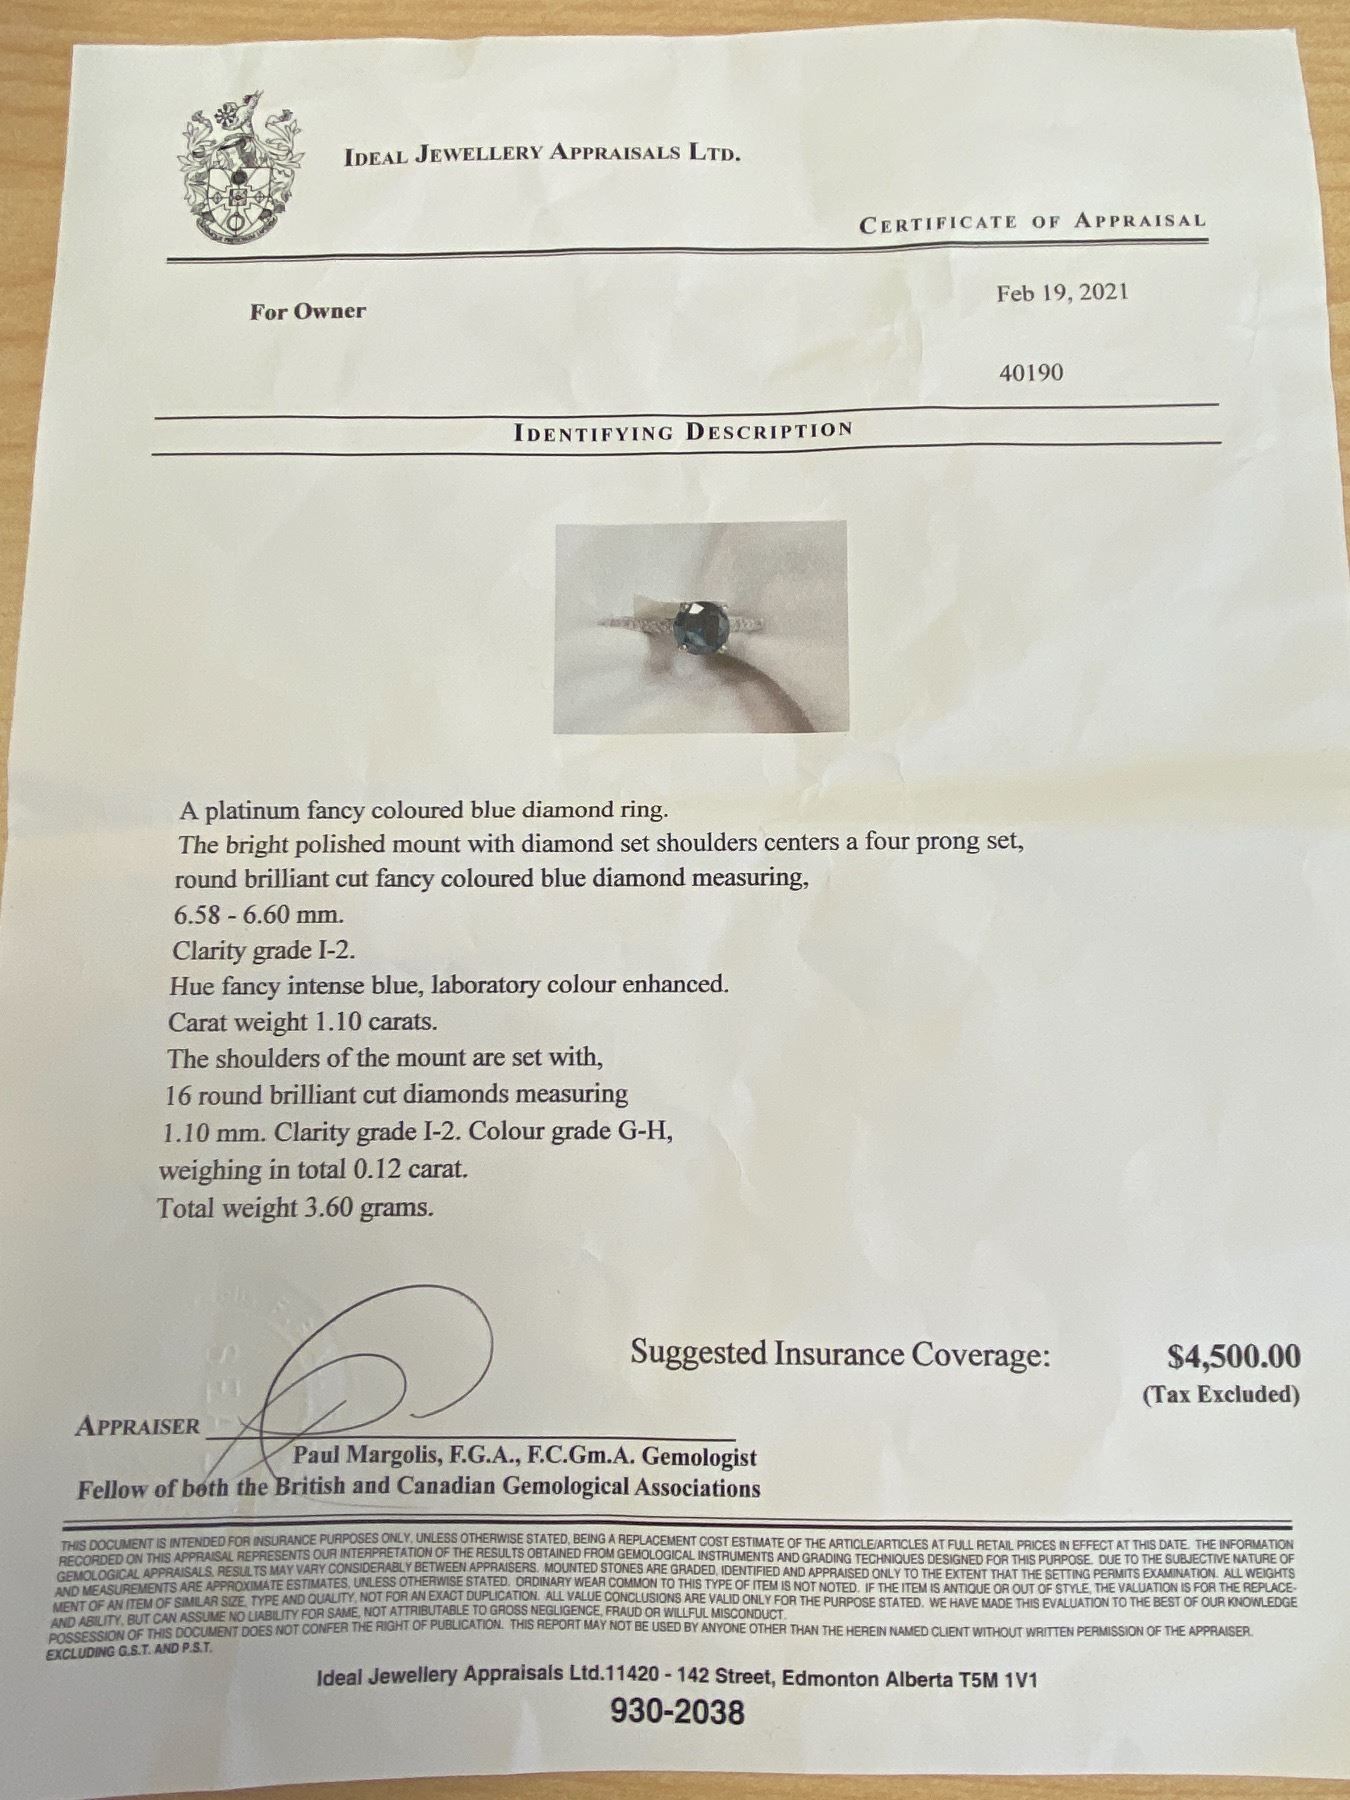 IDEAL JEWELLERY APPRAISALS LTD.
CERTIFICATE OF APPRAISAL
For Owner
Feb 19, 2021
40190
IDENTIFYING DESCRIPTION
A platinum fancy coloured blue diamond ring.
The bright polished mount with diamond set shoulders centers a four prong set,
round brilliant cut fancy coloured blue diamond measuring,
6.58 - 6.60 mm.
Clarity grade I-2.
Hue fancy intense blue, laboratory colour enhanced.
Carat weight 1.10 carats.
The shoulders of the mount are set with,
16 round brilliant cut diamonds measuring
1.10 mm. Clarity grade I-2. Colour grade G-H,
weighing in total 0.12 carat.
Total weight 3.60 grams.
Suggested Insurance Coverage: $4,500.00
(Tax Excluded)
APPRAISER
Paul Margolis, F.G.A., F.C.Gm.A. Gemologist
Fellow of both the British and Canadian Gemological Associations
THIS DOCUMENT IS INTENDED FOR INSURANCE PURPOSES ONLY, UNLESS OTHERWISE STATED, BEING A REPLACEMENT COST ESTIMATE OF THE ARTICLE/ARTICLES AT FULL RETAIL PRICES IN EFFECT AT THIS DATE. THE INFORMATION
RECORDED ON THIS APPRAISAL REPRESENTS OUR INTERPRETATION OF THE RESULTS OBTAINED FROM GEMOLOGICAL INSTRUMENTS AND GRADING TECHNIQUES DESIGNED FOR THIS PURPOSE. DUE TO THE SUBJECTIVE NATURE OF
GEMOLOGICAL APPRAISALS, RESULTS MAY VARY CONSIDERABLY BETWEEN APPRAISERS. MOUNTED STONES ARE GRADED, IDENTIFIED AND APPRAISED ONLY TO THE EXTENT THAT THE SETTING PERMITS EXAMINATION. ALL WEIGHTS
AND MEASUREMENTS ARE APPROXIMATE ESTIMATES, UNLESS OTHERWISE STATED. ORDINARY WEAR COMMON TO THIS TYPE OF ITEM IS NOT NOTED. IF THE ITEM IS ANTIQUE OR OUT OF STYLE, THE VALUATION IS FOR THE REPLACE-
MENT OF AN ITEM OF SIMILAR SIZE, TYPE AND QUALITY, NOT FOR AN EXACT DUPLICATION. ALL VALUE CONCLUSIONS ARE VALID ONLY FOR THE PURPOSE STATED. WE HAVE MADE THIS EVALUATION TO THE BEST OF OUR KNOWLEDGE
AND ABILITY, BUT CAN ASSUME NO LIABILITY FOR SAME, NOT ATTRIBUTABLE TO GROSS NEGLIGENCE, FRAUD OR WILLFUL MISCONDUCT.
POSSESSION OF THIS DOCUMENT DOES NOT CONFER THE RIGHT OF PUBLICATION. THIS REPORT MAY NOT BE USED BY ANYONE OTHER THAN THE HEREIN NAMED CLIENT WITHOUT WRITTEN PERMISSION OF THE APPRAISER.
EXCLUDING G.S.T. AND P.S.T.
Ideal Jewellery Appraisals Ltd.11420 - 142 Street, Edmonton Alberta T5M 1V1
930-2038